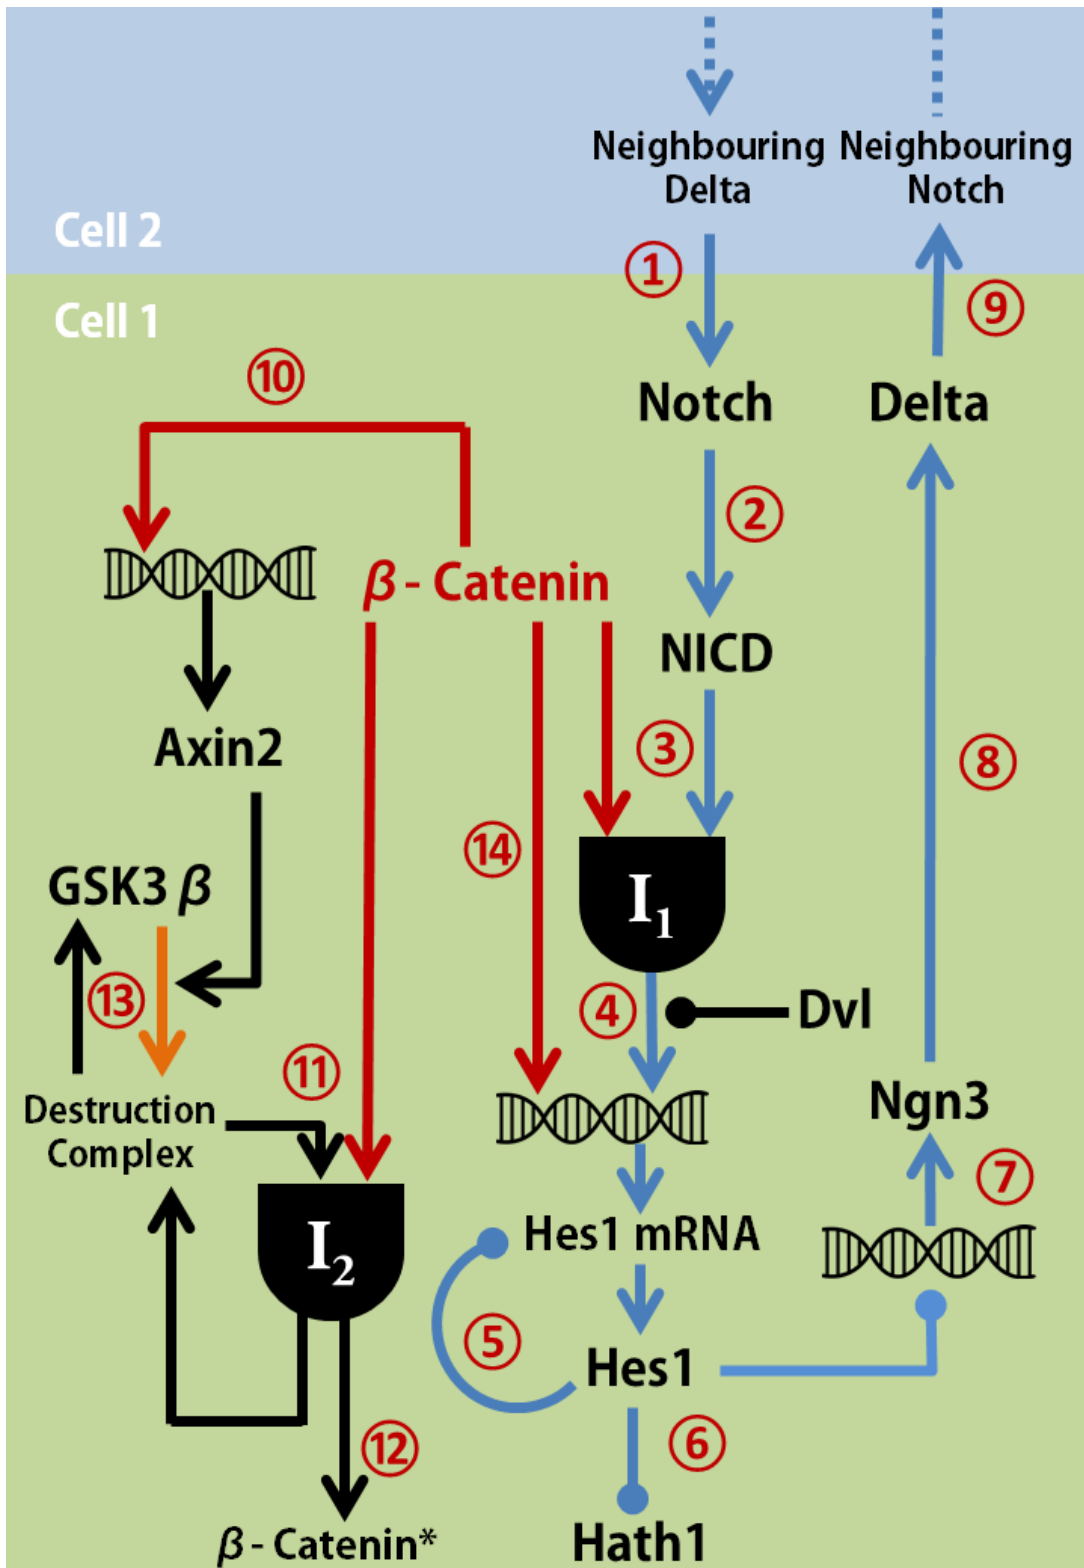 Neighbouring
Delta
Neighbouring
Notch
Cell 2
①
Cell 1
⑨
⑩
Notch
Delta
②
β - Catenin
NICD
Axin2
③
⑧
⑭
GSK3 β
I₁
⑬
④
Dvl
⑪
Destruction
Complex
Ngn3
⑦
I₂
Hes1 mRNA
⑤
Hes1
⑥
⑫
β - Catenin*
Hath1